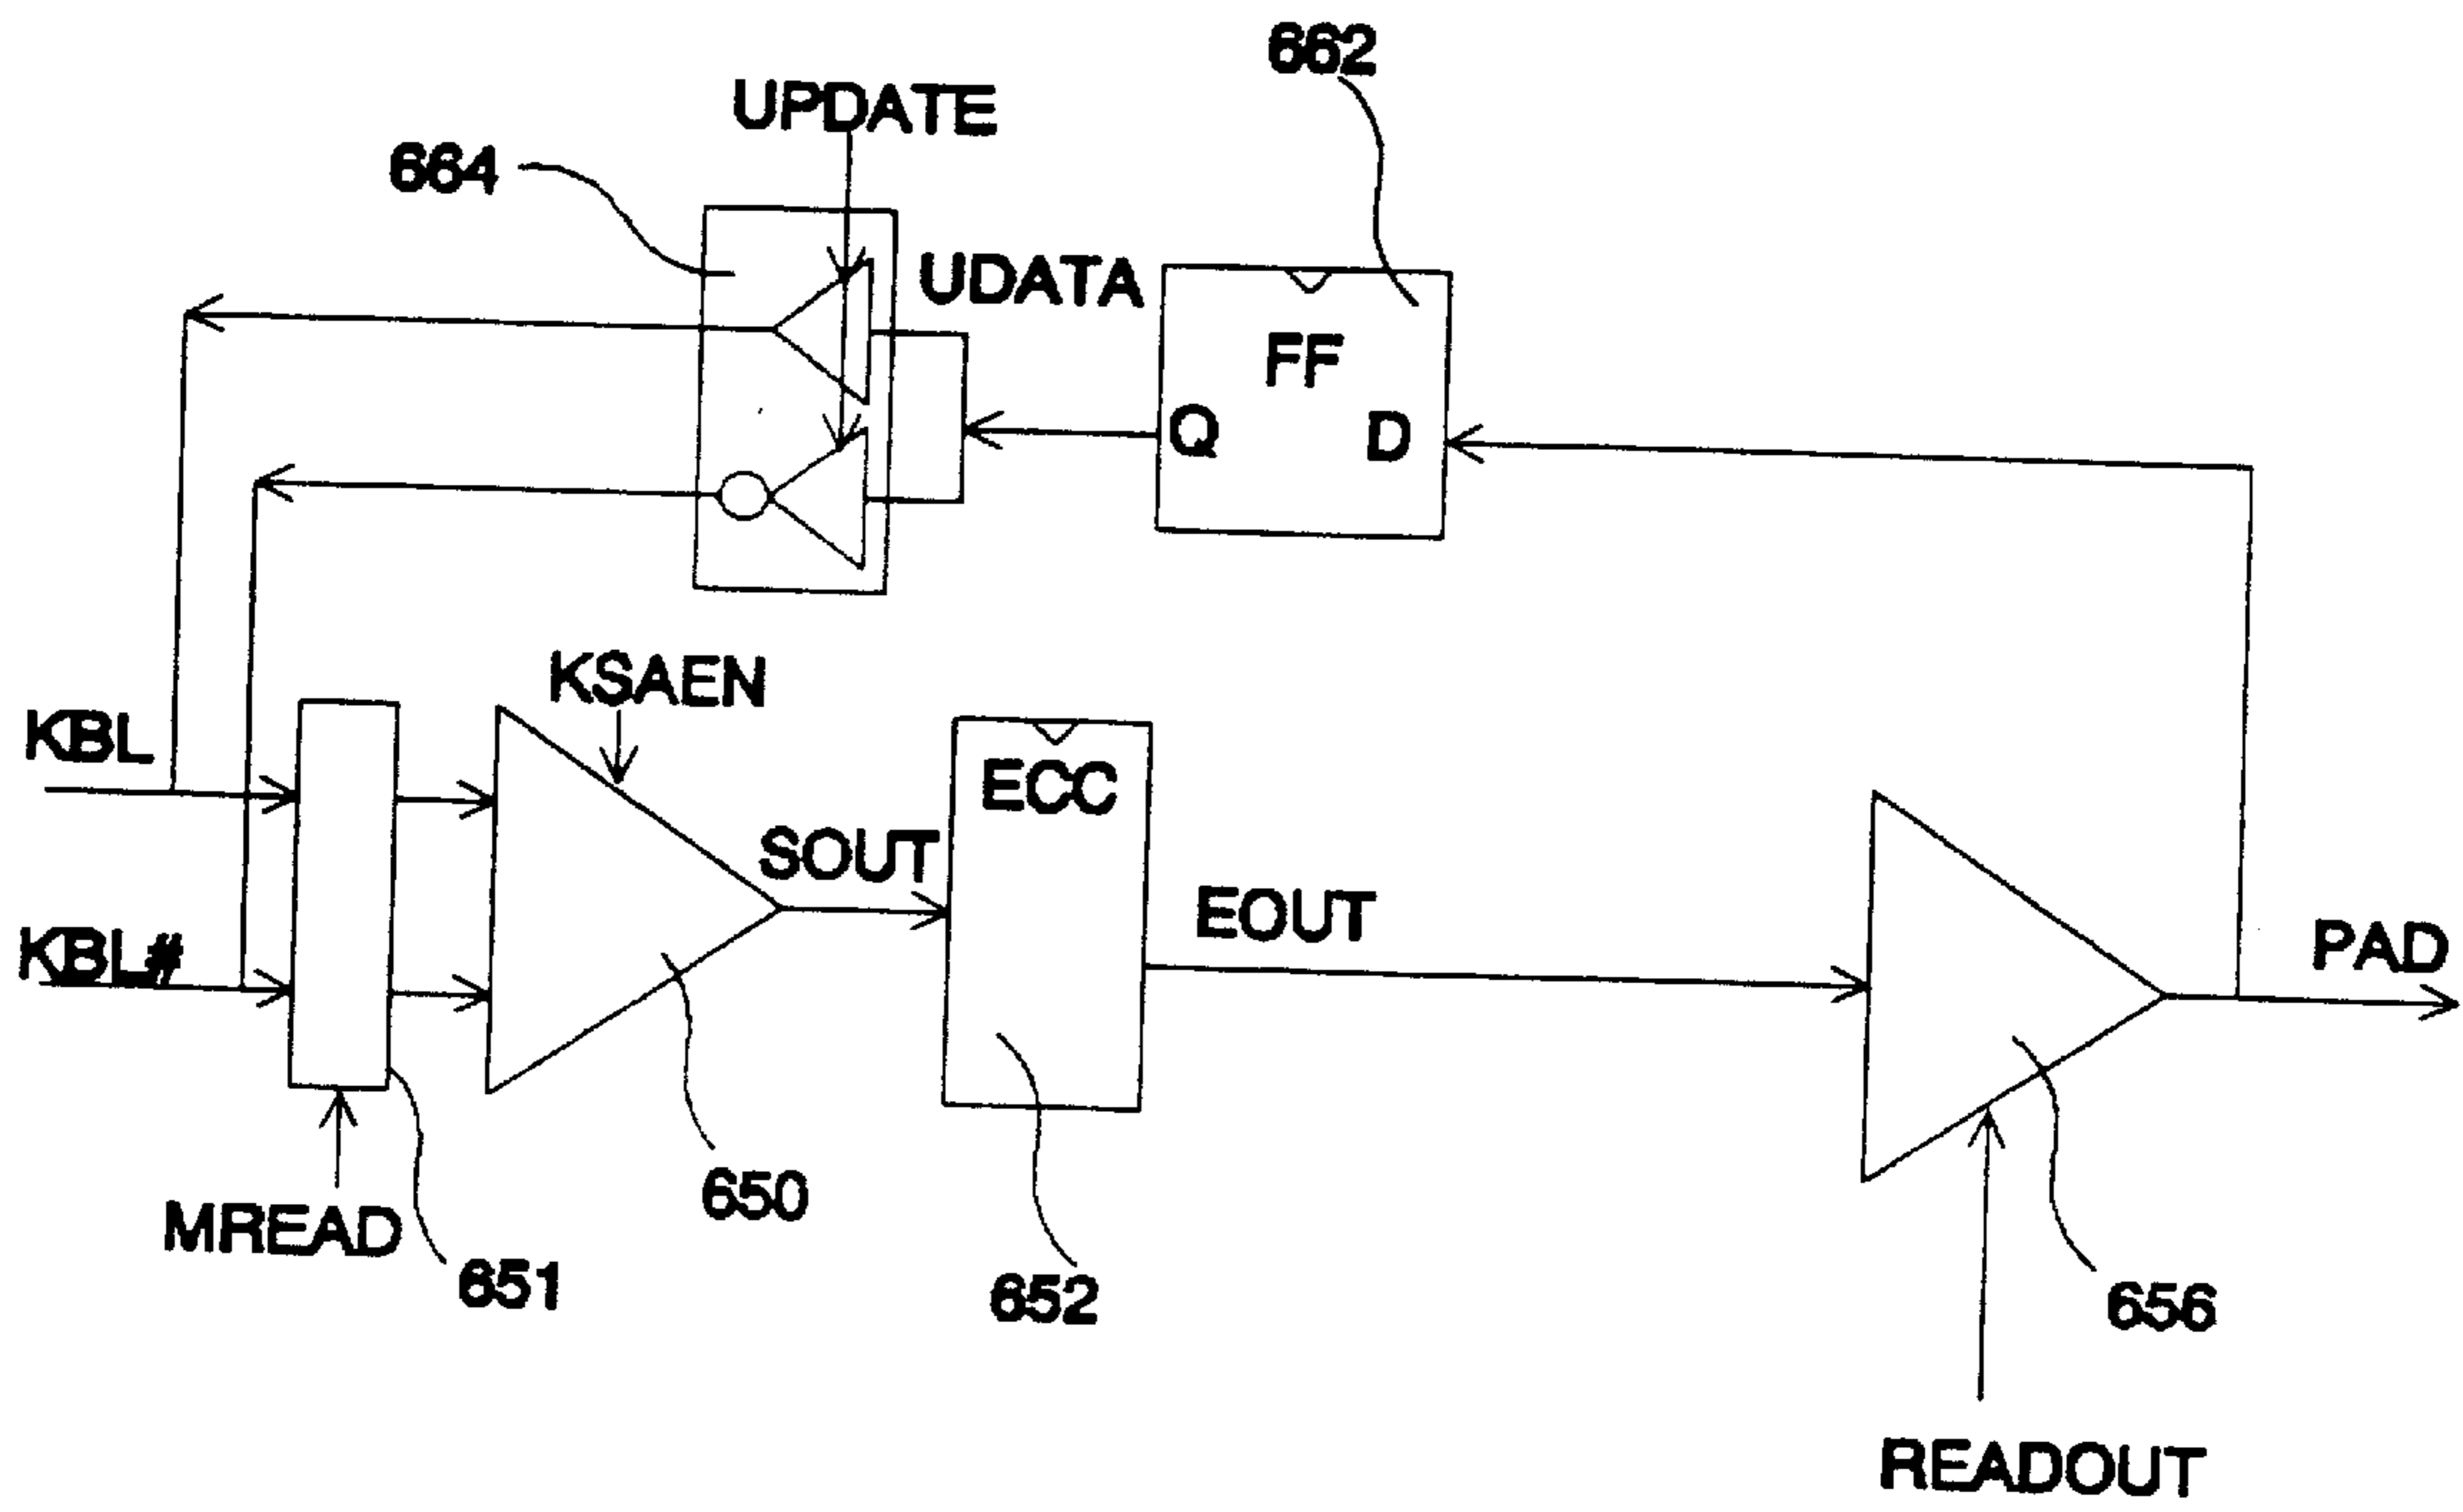 662
UPDATE
664
UDATA
FF
Q
D
KSAEN
KBL
ECC
SOUT
EOUT
KBL#
PAD
650
MREAD
651
652
656
READOUT